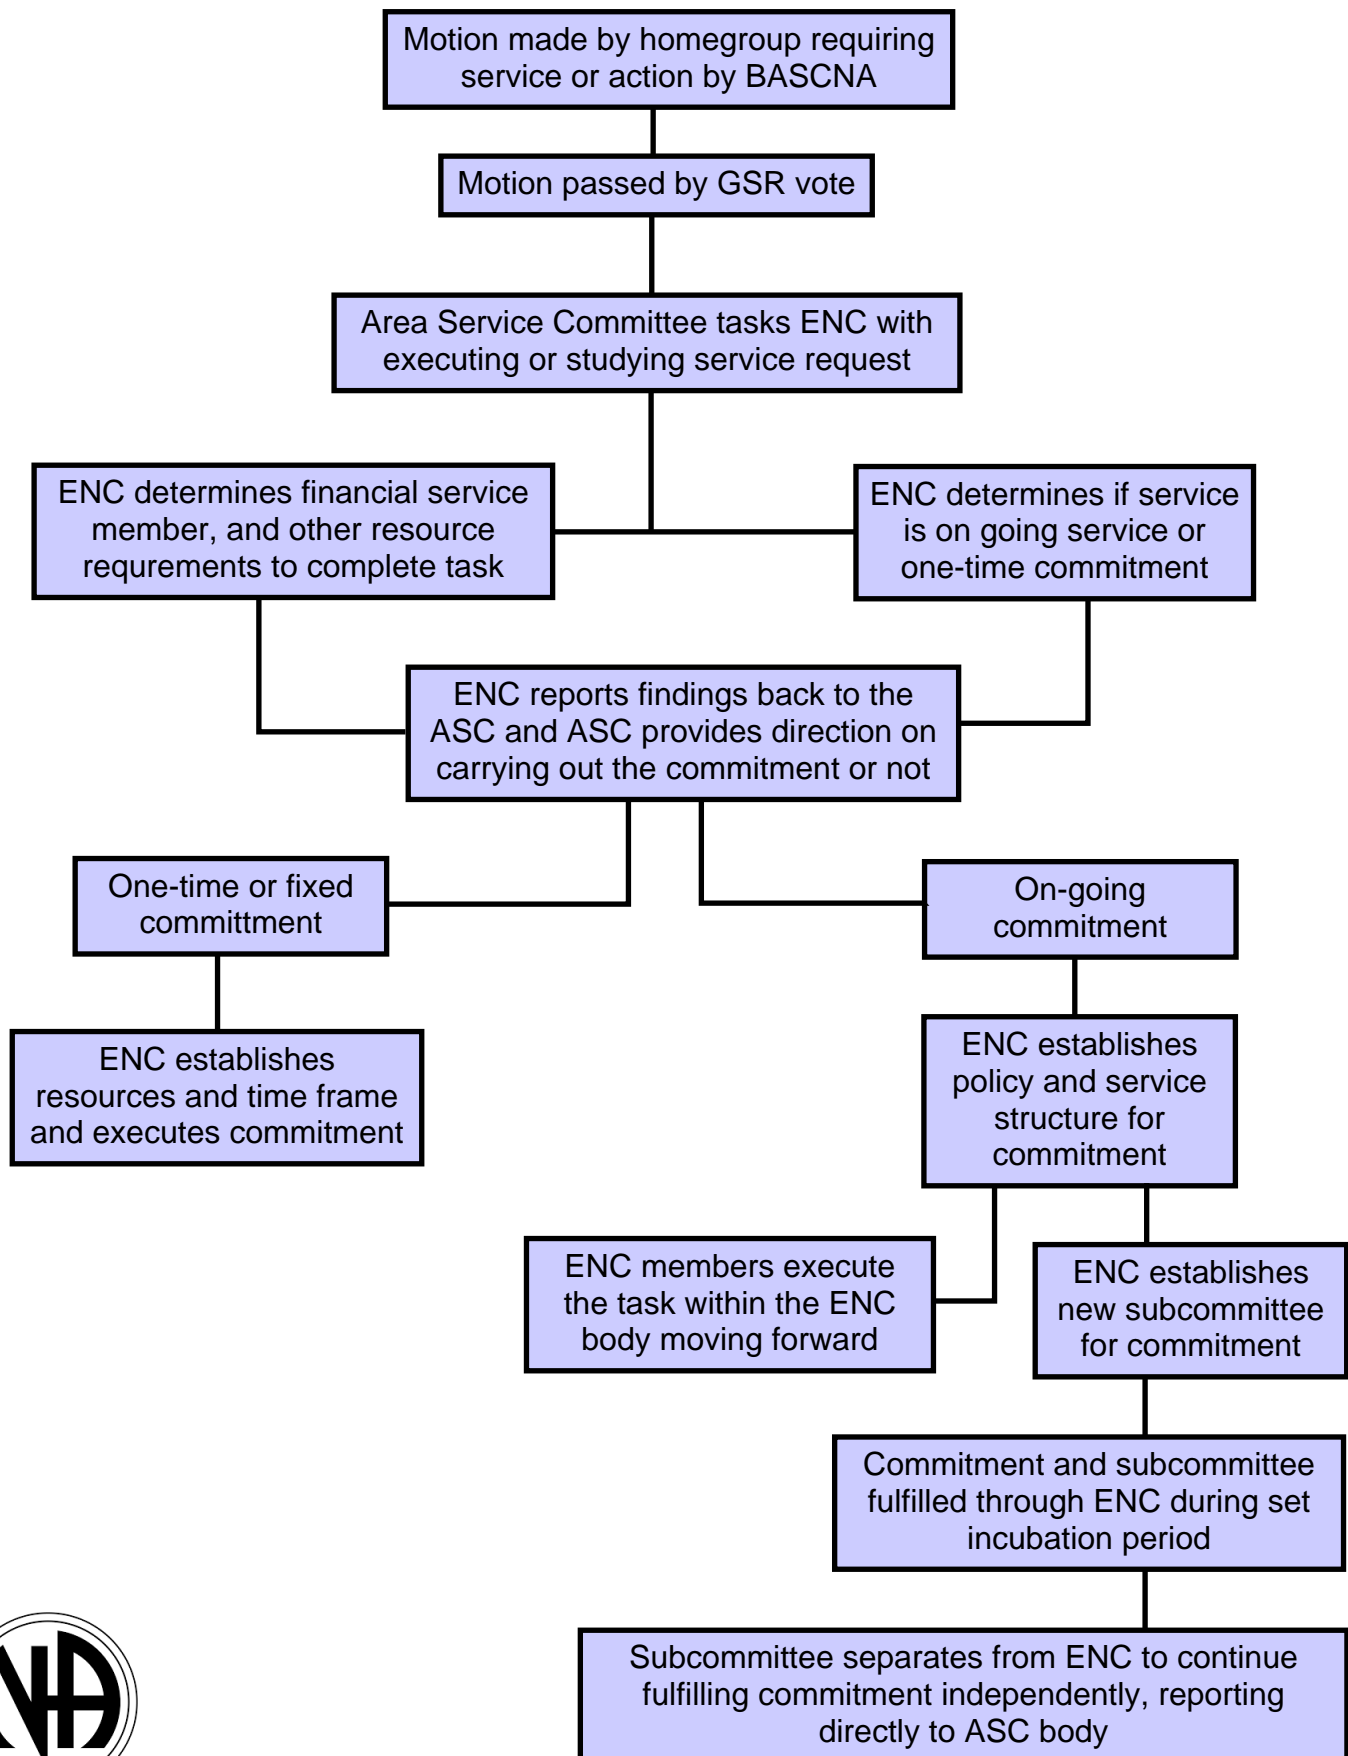 Motion made by homegroup requiring
service or action by BASCNA
Motion passed by GSR vote
Area Service Committee tasks ENC with
executing or studying service request
ENC determines financial service
member, and other resource
requrements to complete task
ENC determines if service
is on going service or
one-time commitment
ENC reports findings back to the
ASC and ASC provides direction on
carrying out the commitment or not
One-time or fixed
committment
On-going
commitment
ENC establishes
resources and time frame
and executes commitment
ENC establishes
policy and service
structure for
commitment
ENC members execute
the task within the ENC
body moving forward
ENC establishes
new subcommittee
for commitment
Commitment and subcommittee
fulfilled through ENC during set
incubation period
Subcommittee separates from ENC to continue
fulfilling commitment independently, reporting
directly to ASC body
NA